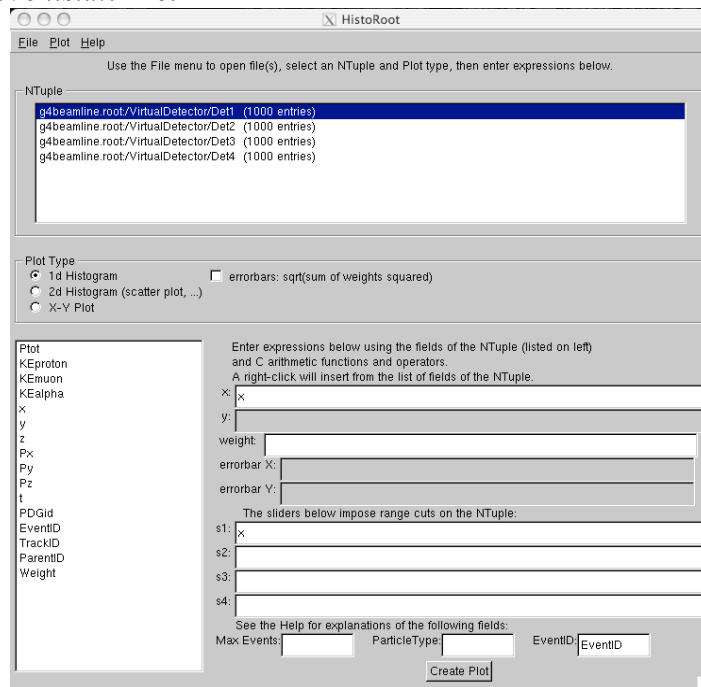 HistoRoot
File Plot Help
Use the File menu to open file(s), select an NTuple and Plot type, then enter expressions below.
NTuple
g4beamline.root:/VirtualDetector/Det1 (1000 entries)
g4beamline.root:/VirtualDetector/Det2 (1000 entries)
g4beamline.root:/VirtualDetector/Det3 (1000 entries)
g4beamline.root:/VirtualDetector/Det4 (1000 entries)
Plot Type
1d Histogram
errorbars: sqrt(sum of weights squared)
2d Histogram (scatter plot, ...)
X-Y Plot
Ptot
KEproton
KEmuon
KEalpha
x
y
z
Px
Py
Pz
t
PDGid
EventID
TrackID
ParentID
Weight
Enter expressions below using the fields of the NTuple (listed on left)
and C arithmetic functions and operators.
A right-click will insert from the list of fields of the NTuple.
x: x
y:
weight:
errorbar X:
errorbar Y:
The sliders below impose range cuts on the NTuple:
s1: x
s2:
s3:
s4:
See the Help for explanations of the following fields:
Max Events: ParticleType: EventID: EventID
Create Plot